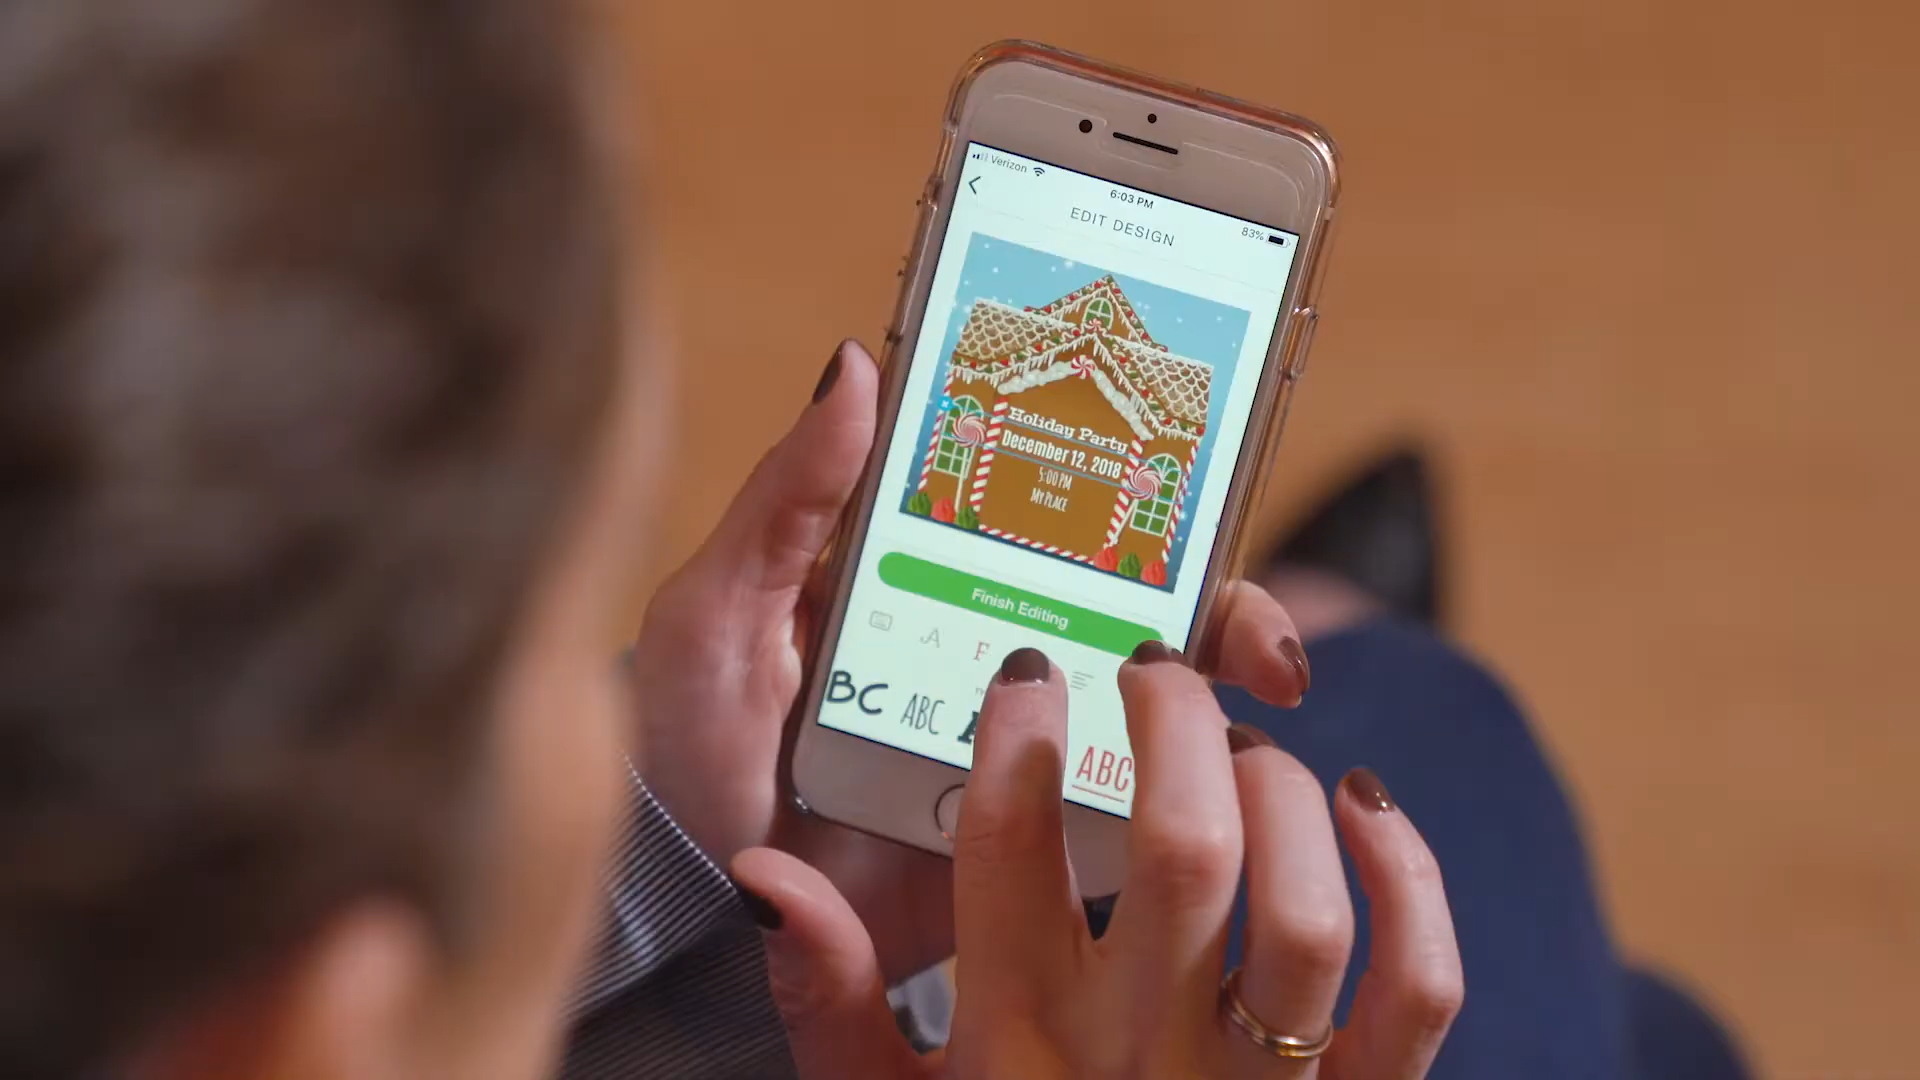 Verizon
6:03 PM
83%
EDIT DESIGN
Holiday Party
December 12, 2018
5:00 PM
My PLACE
Finish Editing
A F
BC ABC ABC